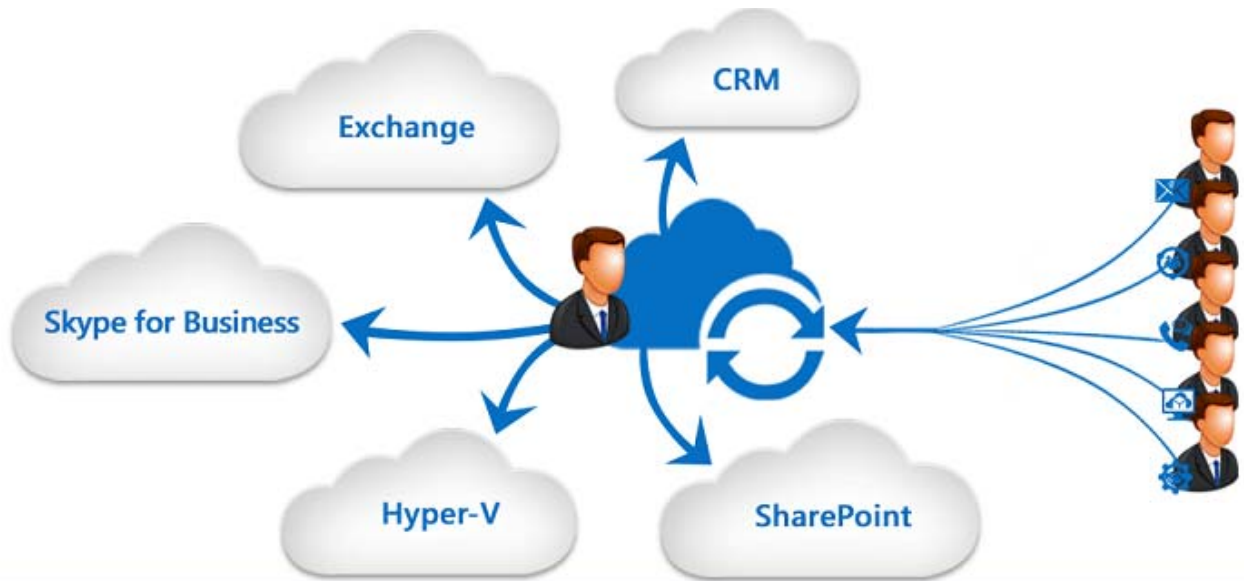 CRM
Exchange
Skype for Business
Hyper-V
SharePoint